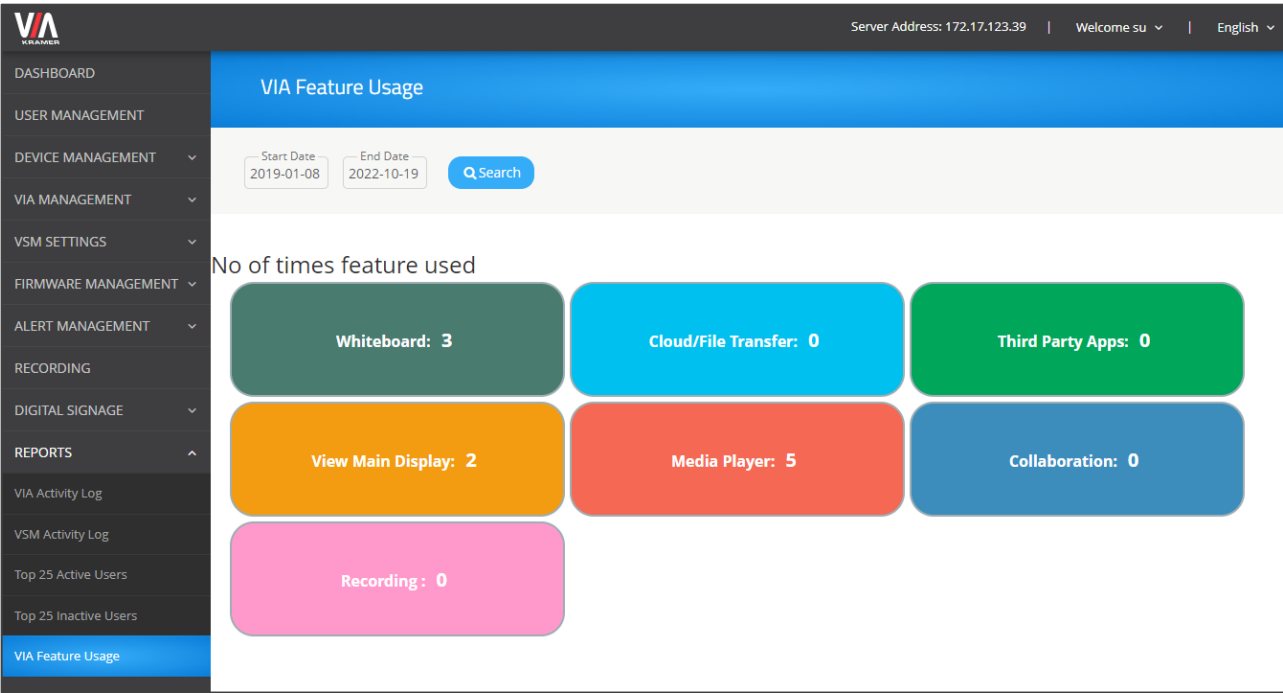 VIA
KRAMER
Server Address: 172.17.123.39 | Welcome su | English
DASHBOARD
USER MANAGEMENT
DEVICE MANAGEMENT
VIA MANAGEMENT
VSM SETTINGS
FIRMWARE MANAGEMENT
ALERT MANAGEMENT
RECORDING
DIGITAL SIGNAGE
REPORTS
VIA Activity Log
VSM Activity Log
Top 25 Active Users
Top 25 Inactive Users
VIA Feature Usage
VIA Feature Usage
Start Date
2019-01-08
End Date
2022-10-19
Search
No of times feature used
Whiteboard: 3
Cloud/File Transfer: 0
Third Party Apps: 0
View Main Display: 2
Media Player: 5
Collaboration: 0
Recording : 0